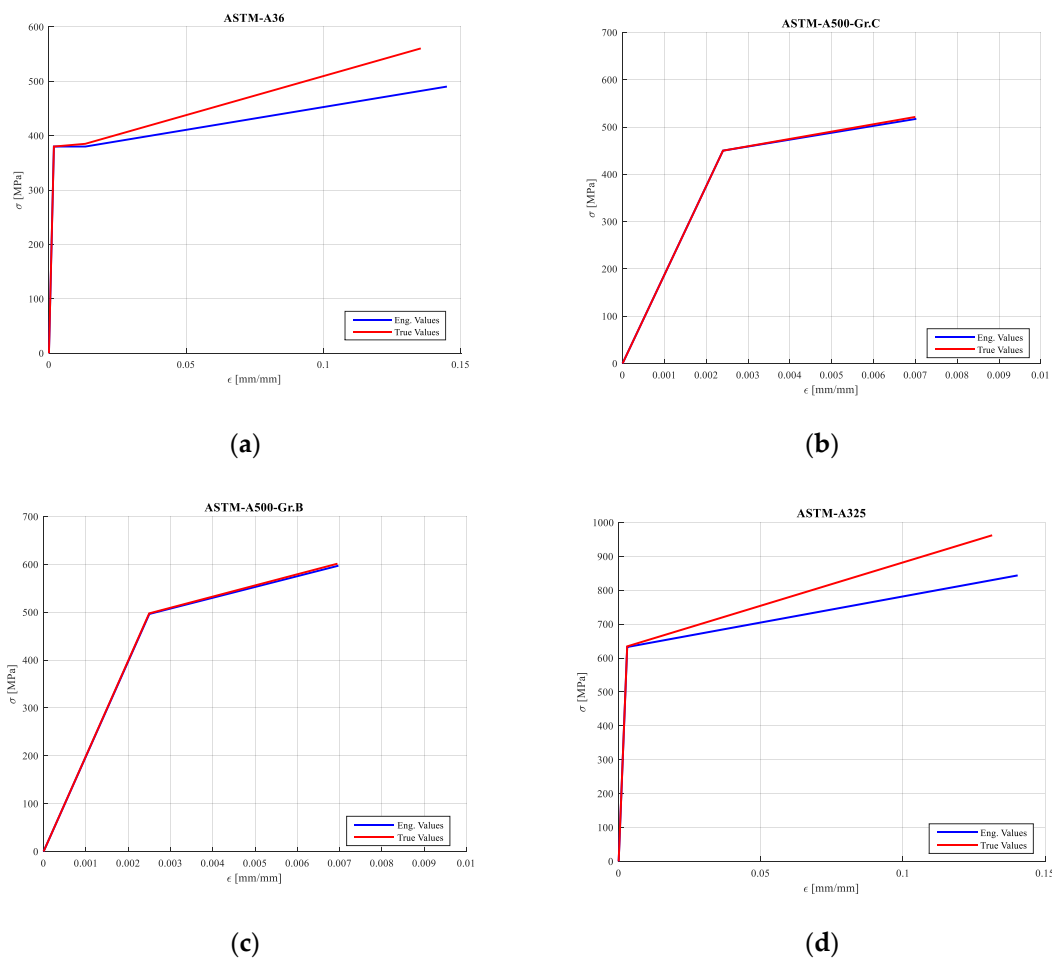 ASTM-A36
600
500
400
300
200
100
0
σ [MPa]
0
0.05
0.1
0.15
ϵ [mm/mm]
Eng. Values
True Values
(a)
ASTM-A500-Gr.C
700
600
500
400
300
200
100
0
σ [MPa]
0
0.001
0.002
0.003
0.004
0.005
0.006
0.007
0.008
0.009
0.01
ϵ [mm/mm]
Eng. Values
True Values
(b)
ASTM-A500-Gr.B
700
600
500
400
300
200
100
0
σ [MPa]
0
0.001
0.002
0.003
0.004
0.005
0.006
0.007
0.008
0.009
0.01
ϵ [mm/mm]
Eng. Values
True Values
(c)
ASTM-A325
1000
900
800
700
600
500
400
300
200
100
0
σ [MPa]
0
0.05
0.1
0.15
ϵ [mm/mm]
Eng. Values
True Values
(d)